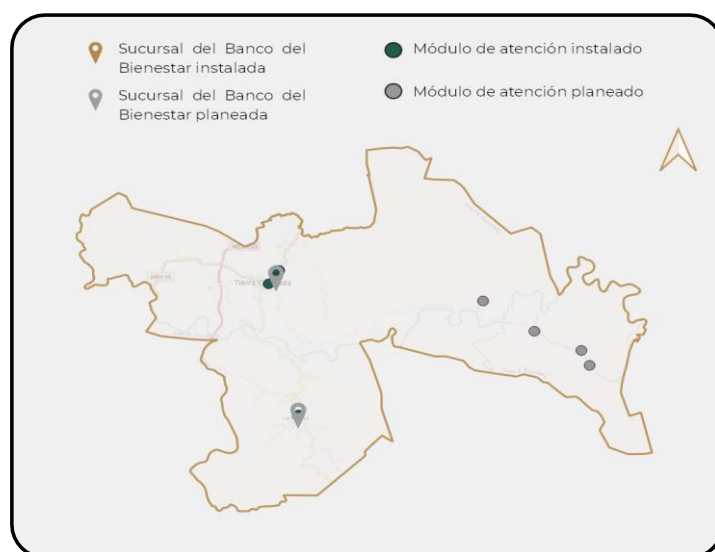 Sucursal del Banco del
Bienestar instalada
Módulo de atención instalado
Sucursal del Banco del
Bienestar planeada
Módulo de atención planeado
Tierra